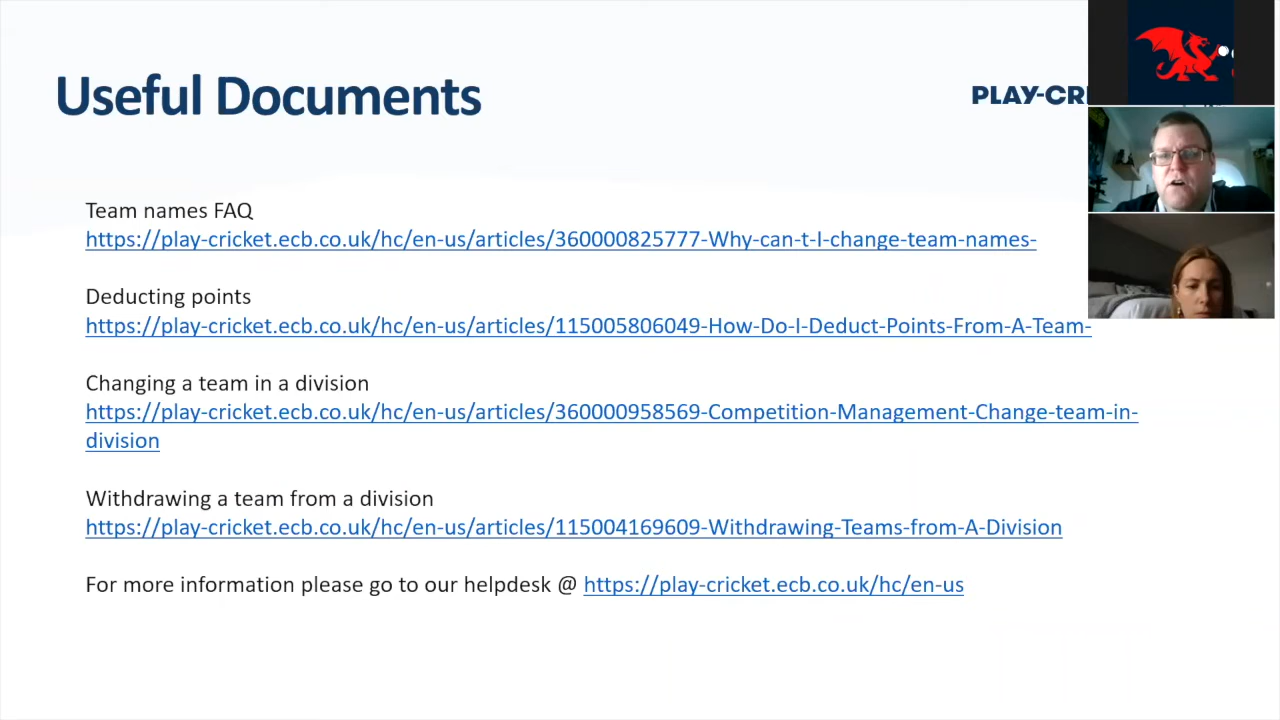 Useful Documents
PLAY-CR
Team names FAQ
https://play-cricket.ecb.co.uk/hc/en-us/articles/360000825777-Why-can-t-I-change-team-names-
Deducting points
https://play-cricket.ecb.co.uk/hc/en-us/articles/115005806049-How-Do-I-Deduct-Points-From-A-Team-
Changing a team in a division
https://play-cricket.ecb.co.uk/hc/en-us/articles/360000958569-Competition-Management-Change-team-in-
division
Withdrawing a team from a division
https://play-cricket.ecb.co.uk/hc/en-us/articles/115004169609-Withdrawing-Teams-from-A-Division
For more information please go to our helpdesk @ https://play-cricket.ecb.co.uk/hc/en-us